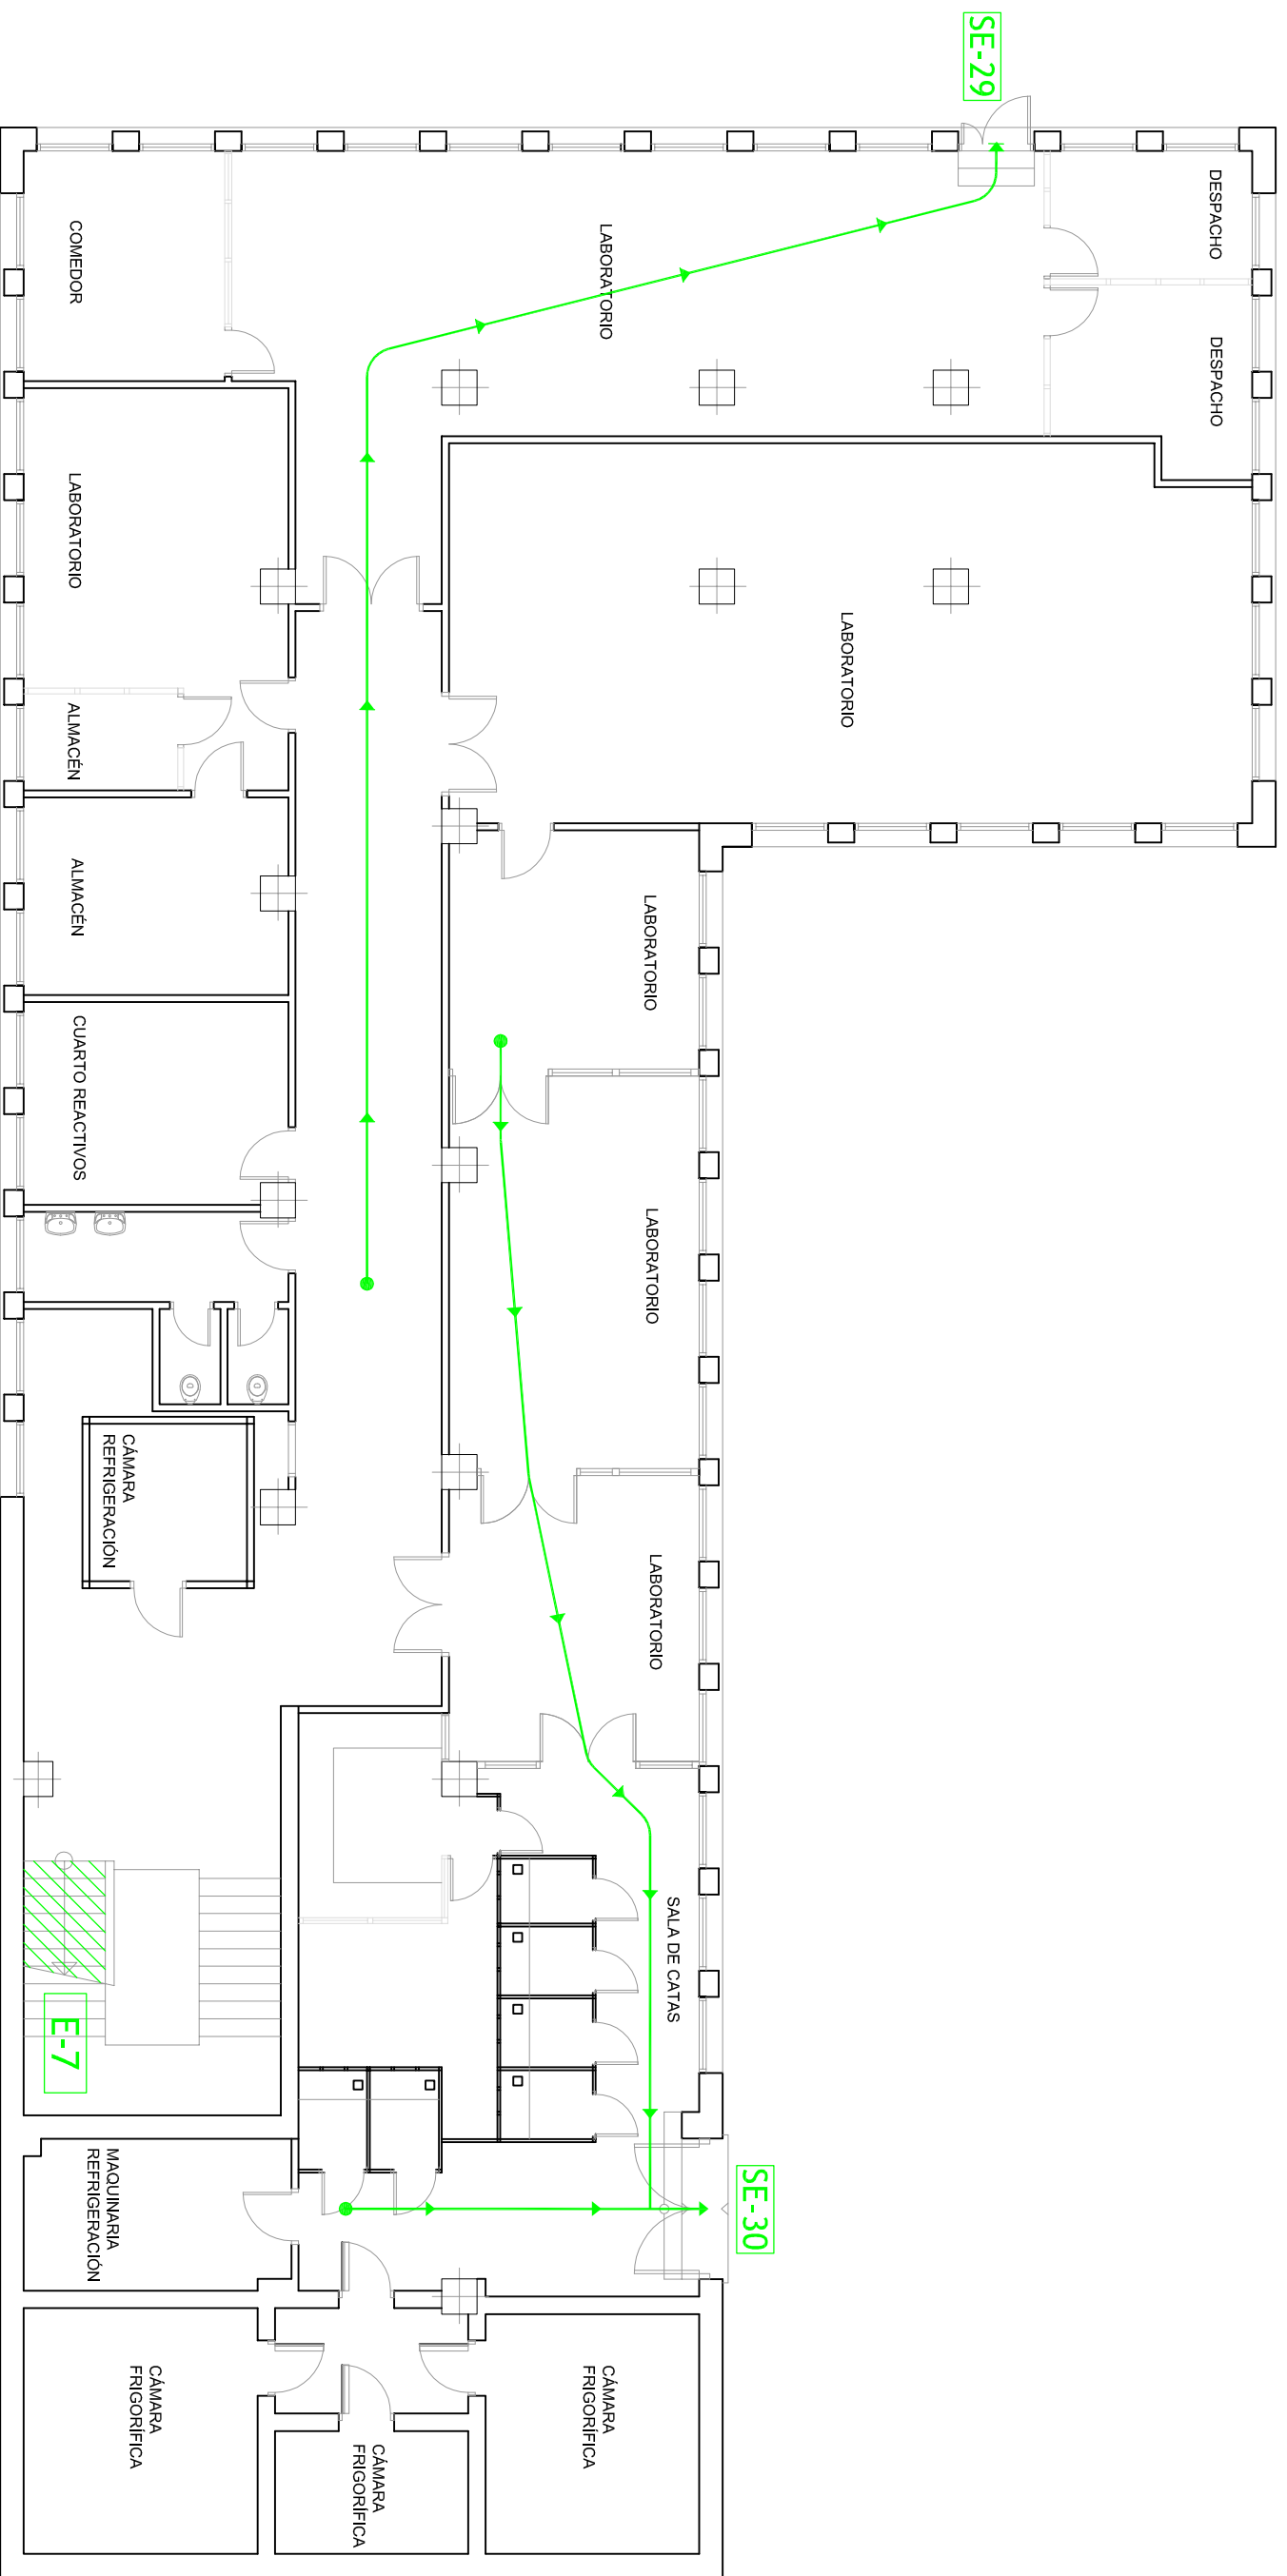 SE-29
DESPACHO
DESPACHO
LABORATORIO
COMEDOR
LABORATORIO
LABORATORIO
ALMACÉN
ALMACÉN
LABORATORIO
CUARTO REACTIVOS
LABORATORIO
CÁMARA
REFRIGERACIÓN
LABORATORIO
SALA DE CATAS
E-7
SE-30
MAQUINARIA
REFRIGERACIÓN
CÁMARA
FRIGORÍFICA
CÁMARA
FRIGORÍFICA
CÁMARA
FRIGORÍFICA